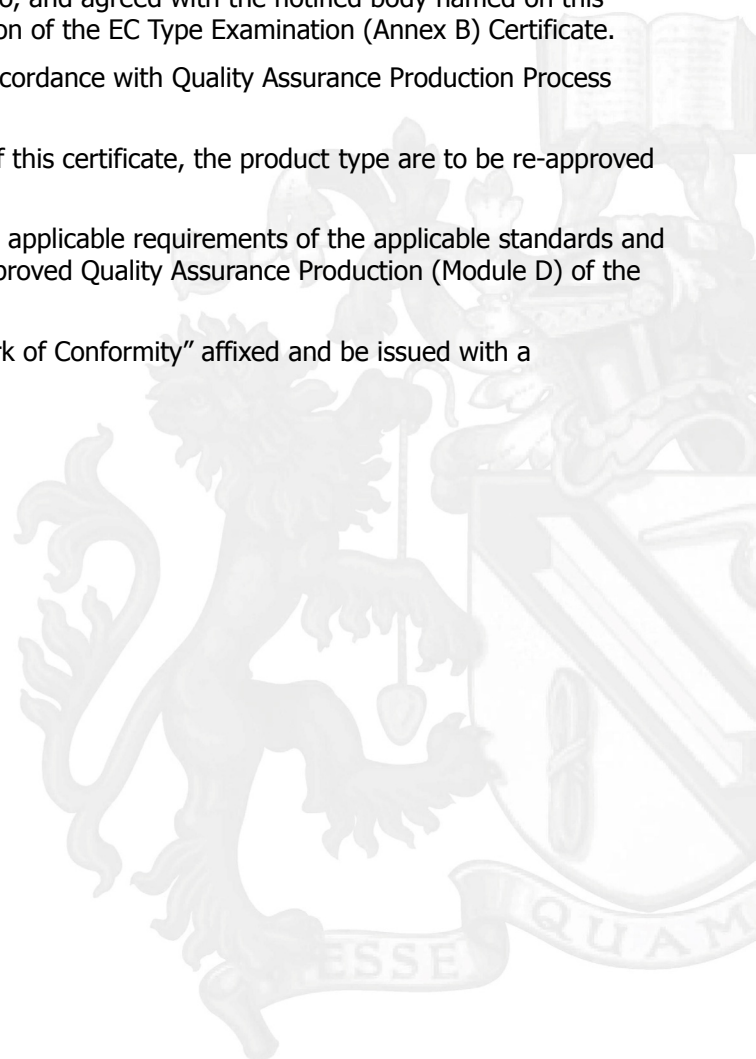 o, and agreed with the notified body named on this
on of the EC Type Examination (Annex B) Certificate.
cordance with Quality Assurance Production Process
f this certificate, the product type are to be re-approved
applicable requirements of the applicable standards and
proved Quality Assurance Production (Module D) of the
rk of Conformity” affixed and be issued with a
ESSE
QUAM